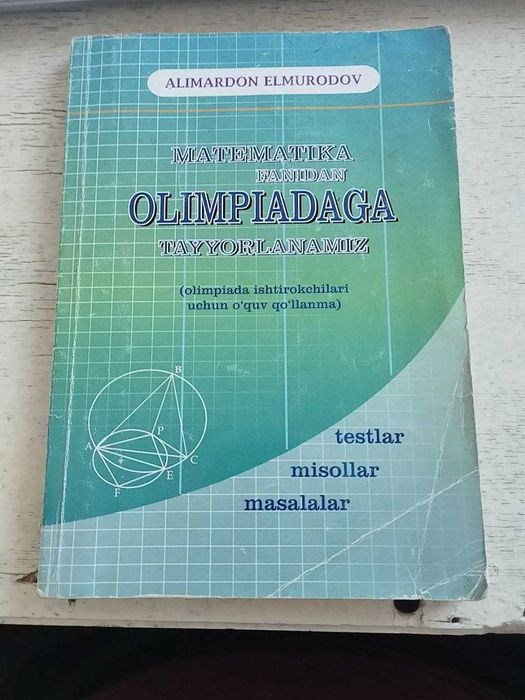 ALIMARDON ELMURODOV
MATEMATIKA
FANIDAN
OLIMPIADAGA
TAYYORLANAMIZ
(olimpiada ishtirokchilari
uchun o‘quv qo‘llanma)
B
P
A
C
E
F
testlar
misollar
masalalar